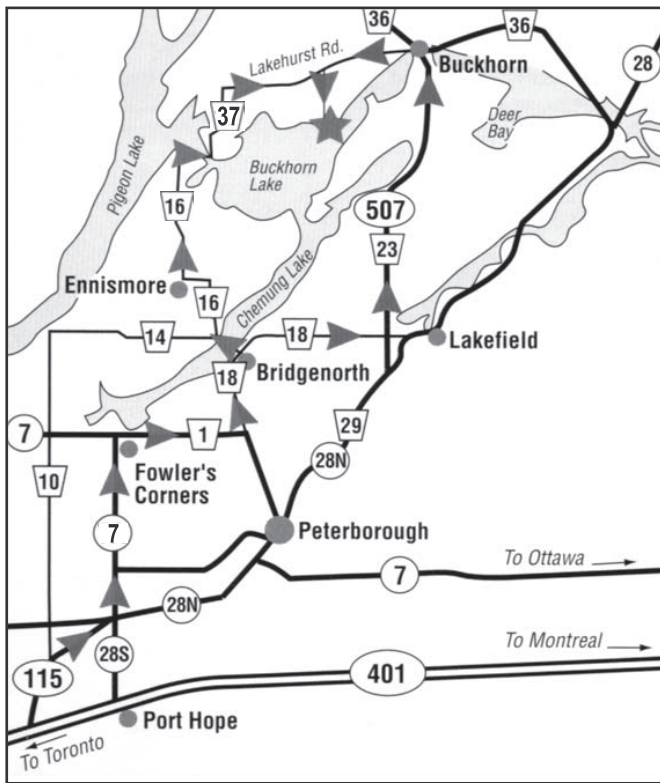 36
36
Lakehurst Rd.
Buckhorn
28
37
Deer
Bay
Pigeon Lake
Buckhorn
Lake
16
507
23
Chemung Lake
Ennismore
16
14
18
Lakefield
Bridgenorth
18
7
1
29
Fowler's
Corners
28N
10
7
Peterborough
To Ottawa
7
28N
To Montreal
28S
115
401
Port Hope
To Toronto